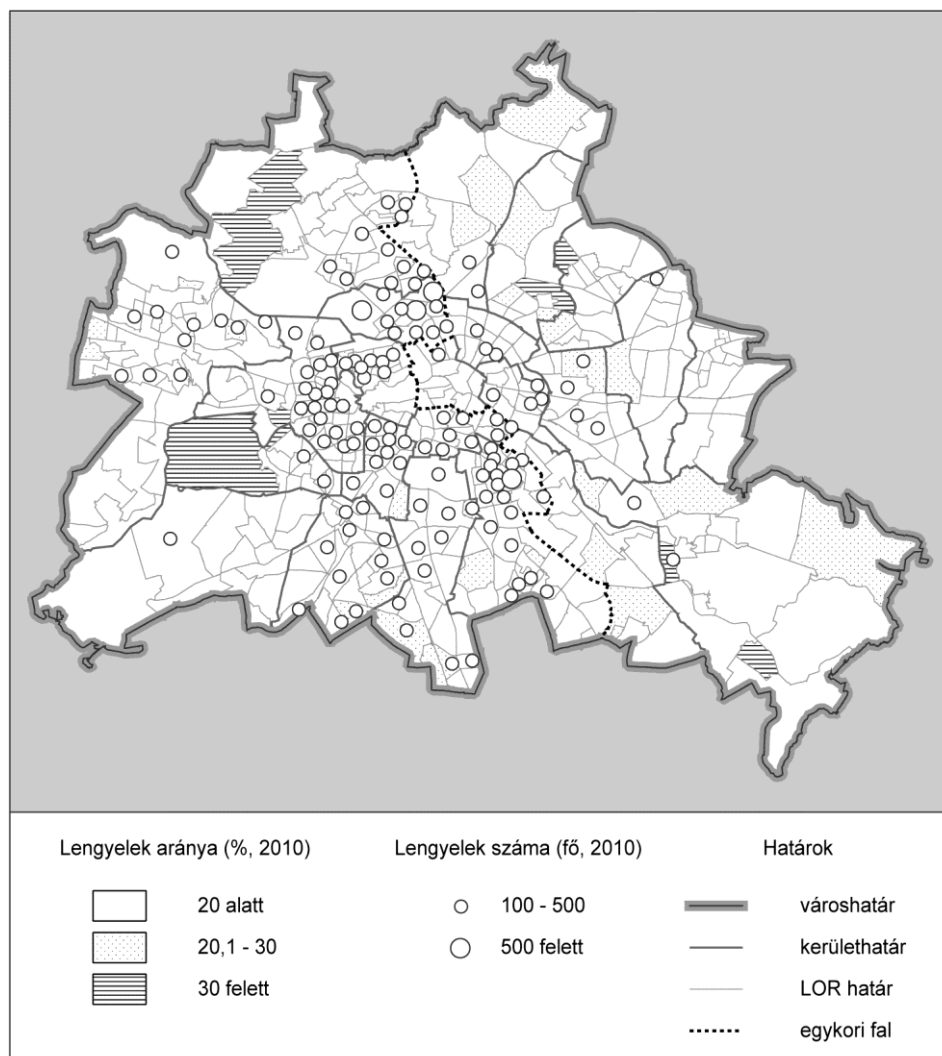 Lengyelek aránya (%, 2010)
20 alatt
20,1 - 30
30 felett
Lengyelek száma (fő, 2010)
100 - 500
500 felett
Határok
városhatár
kerülethatár
LOR határ
egykori fal